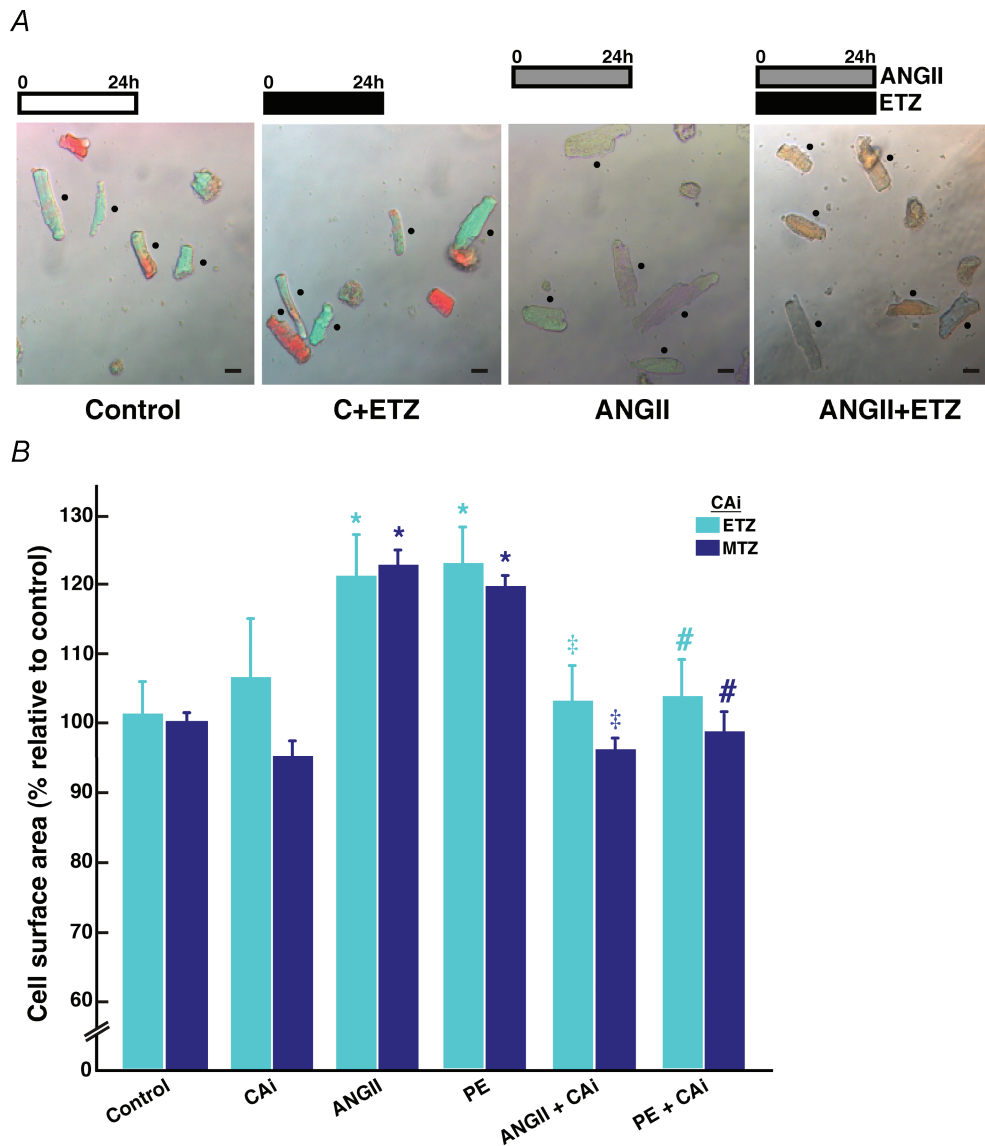 A
0 24h
0 24h
0 24h
0 24h
ANGII
ETZ
Control
C+ETZ
ANGII
ANGII+ETZ
B
Cell surface area (% relative to control)
130
120
110
100
90
80
70
60
0
CAi
ETZ
MTZ
* * * * ‡ ‡ # #
Control
CAi
ANGII
PE
ANGII + CAi
PE + CAi